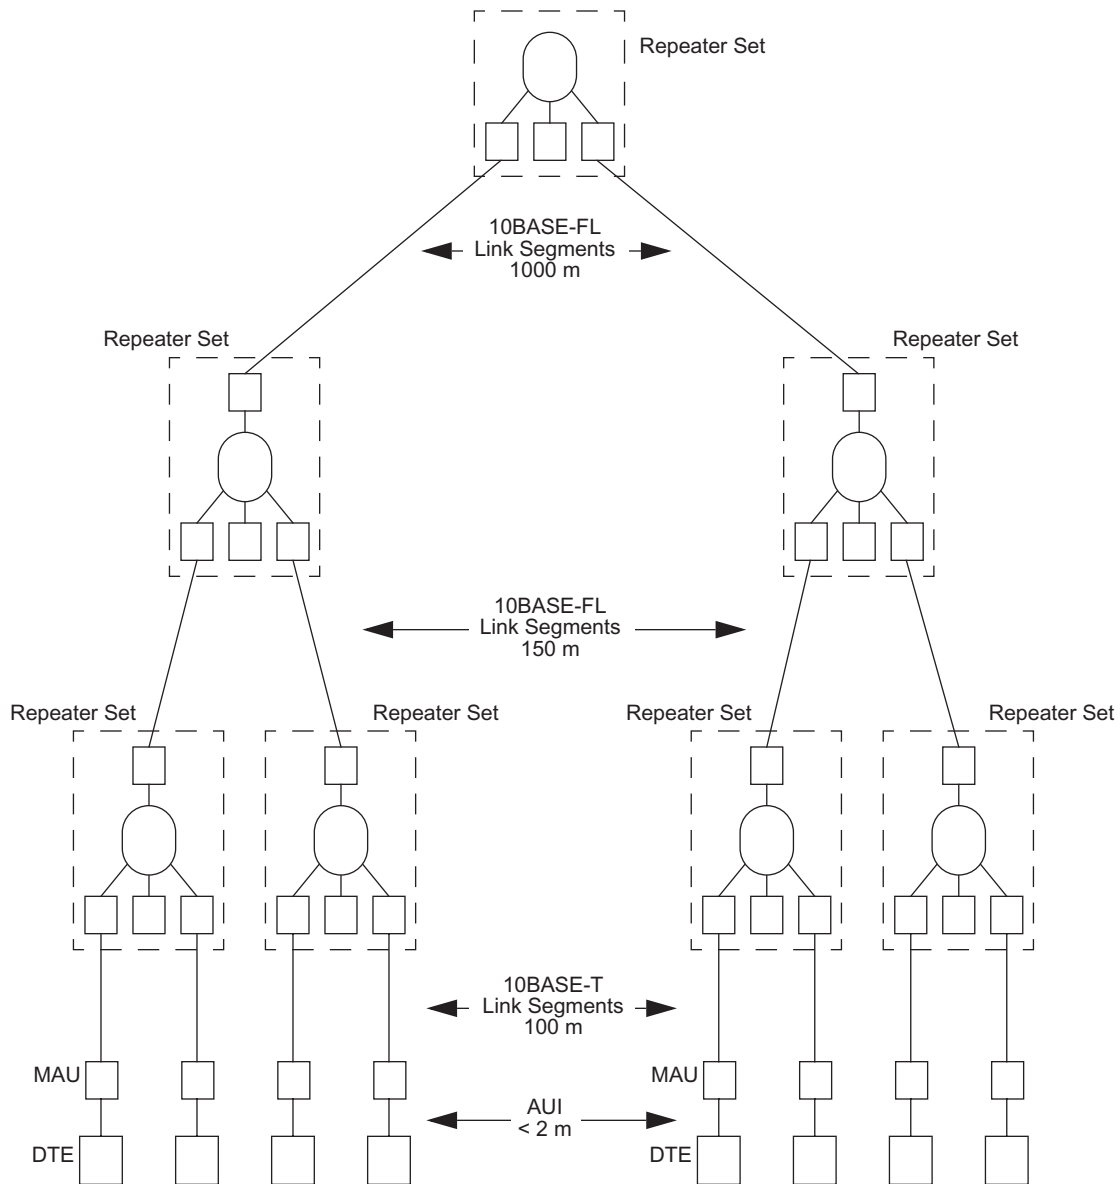 Repeater Set
10BASE-FL
Link Segments
1000 m
Repeater Set
Repeater Set
10BASE-FL
Link Segments
150 m
Repeater Set
Repeater Set
Repeater Set
Repeater Set
10BASE-T
Link Segments
100 m
MAU
MAU
AUI
< 2 m
DTE
DTE